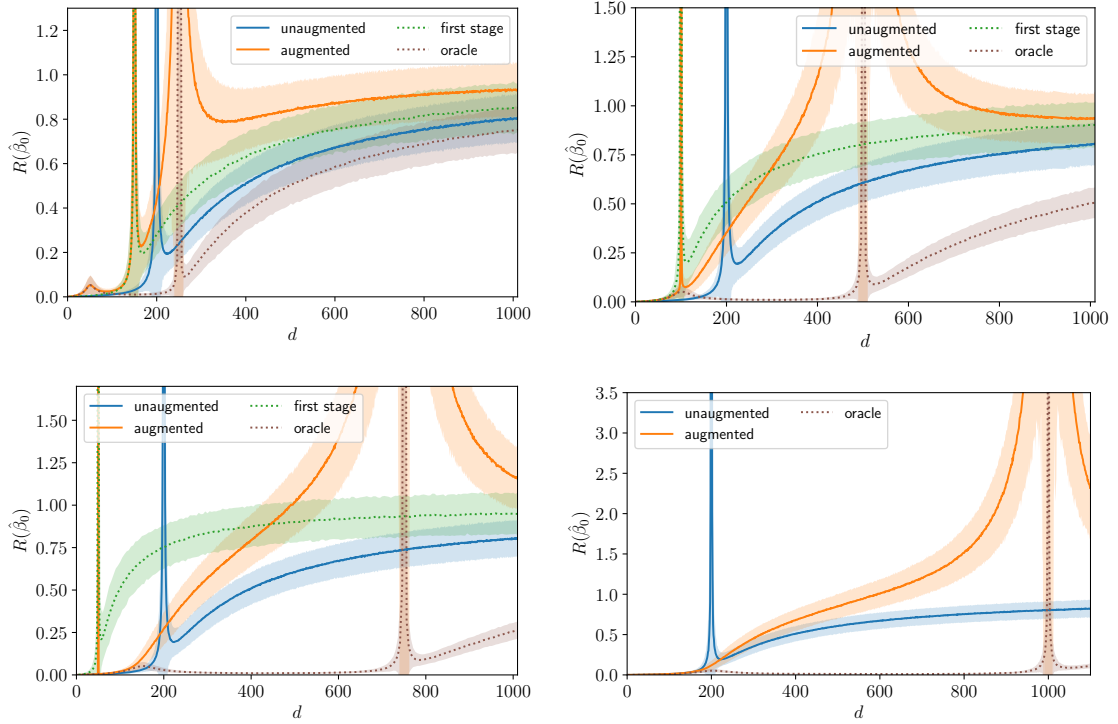 unaugmented first stage
augmented oracle
1.2
1.0
0.8
0.6
0.4
0.2
0.0
R(β̂₀)
0 200 400 600 800 1000
d
unaugmented first stage
augmented oracle
1.50
1.25
1.00
0.75
0.50
0.25
0.00
R(β̂₀)
0 200 400 600 800 1000
d
unaugmented first stage
augmented oracle
1.50
1.25
1.00
0.75
0.50
0.25
0.00
R(β̂₀)
0 200 400 600 800 1000
d
unaugmented oracle
augmented
3.5
3.0
2.5
2.0
1.5
1.0
0.5
0.0
R(β̂₀)
0 200 400 600 800 1000
d